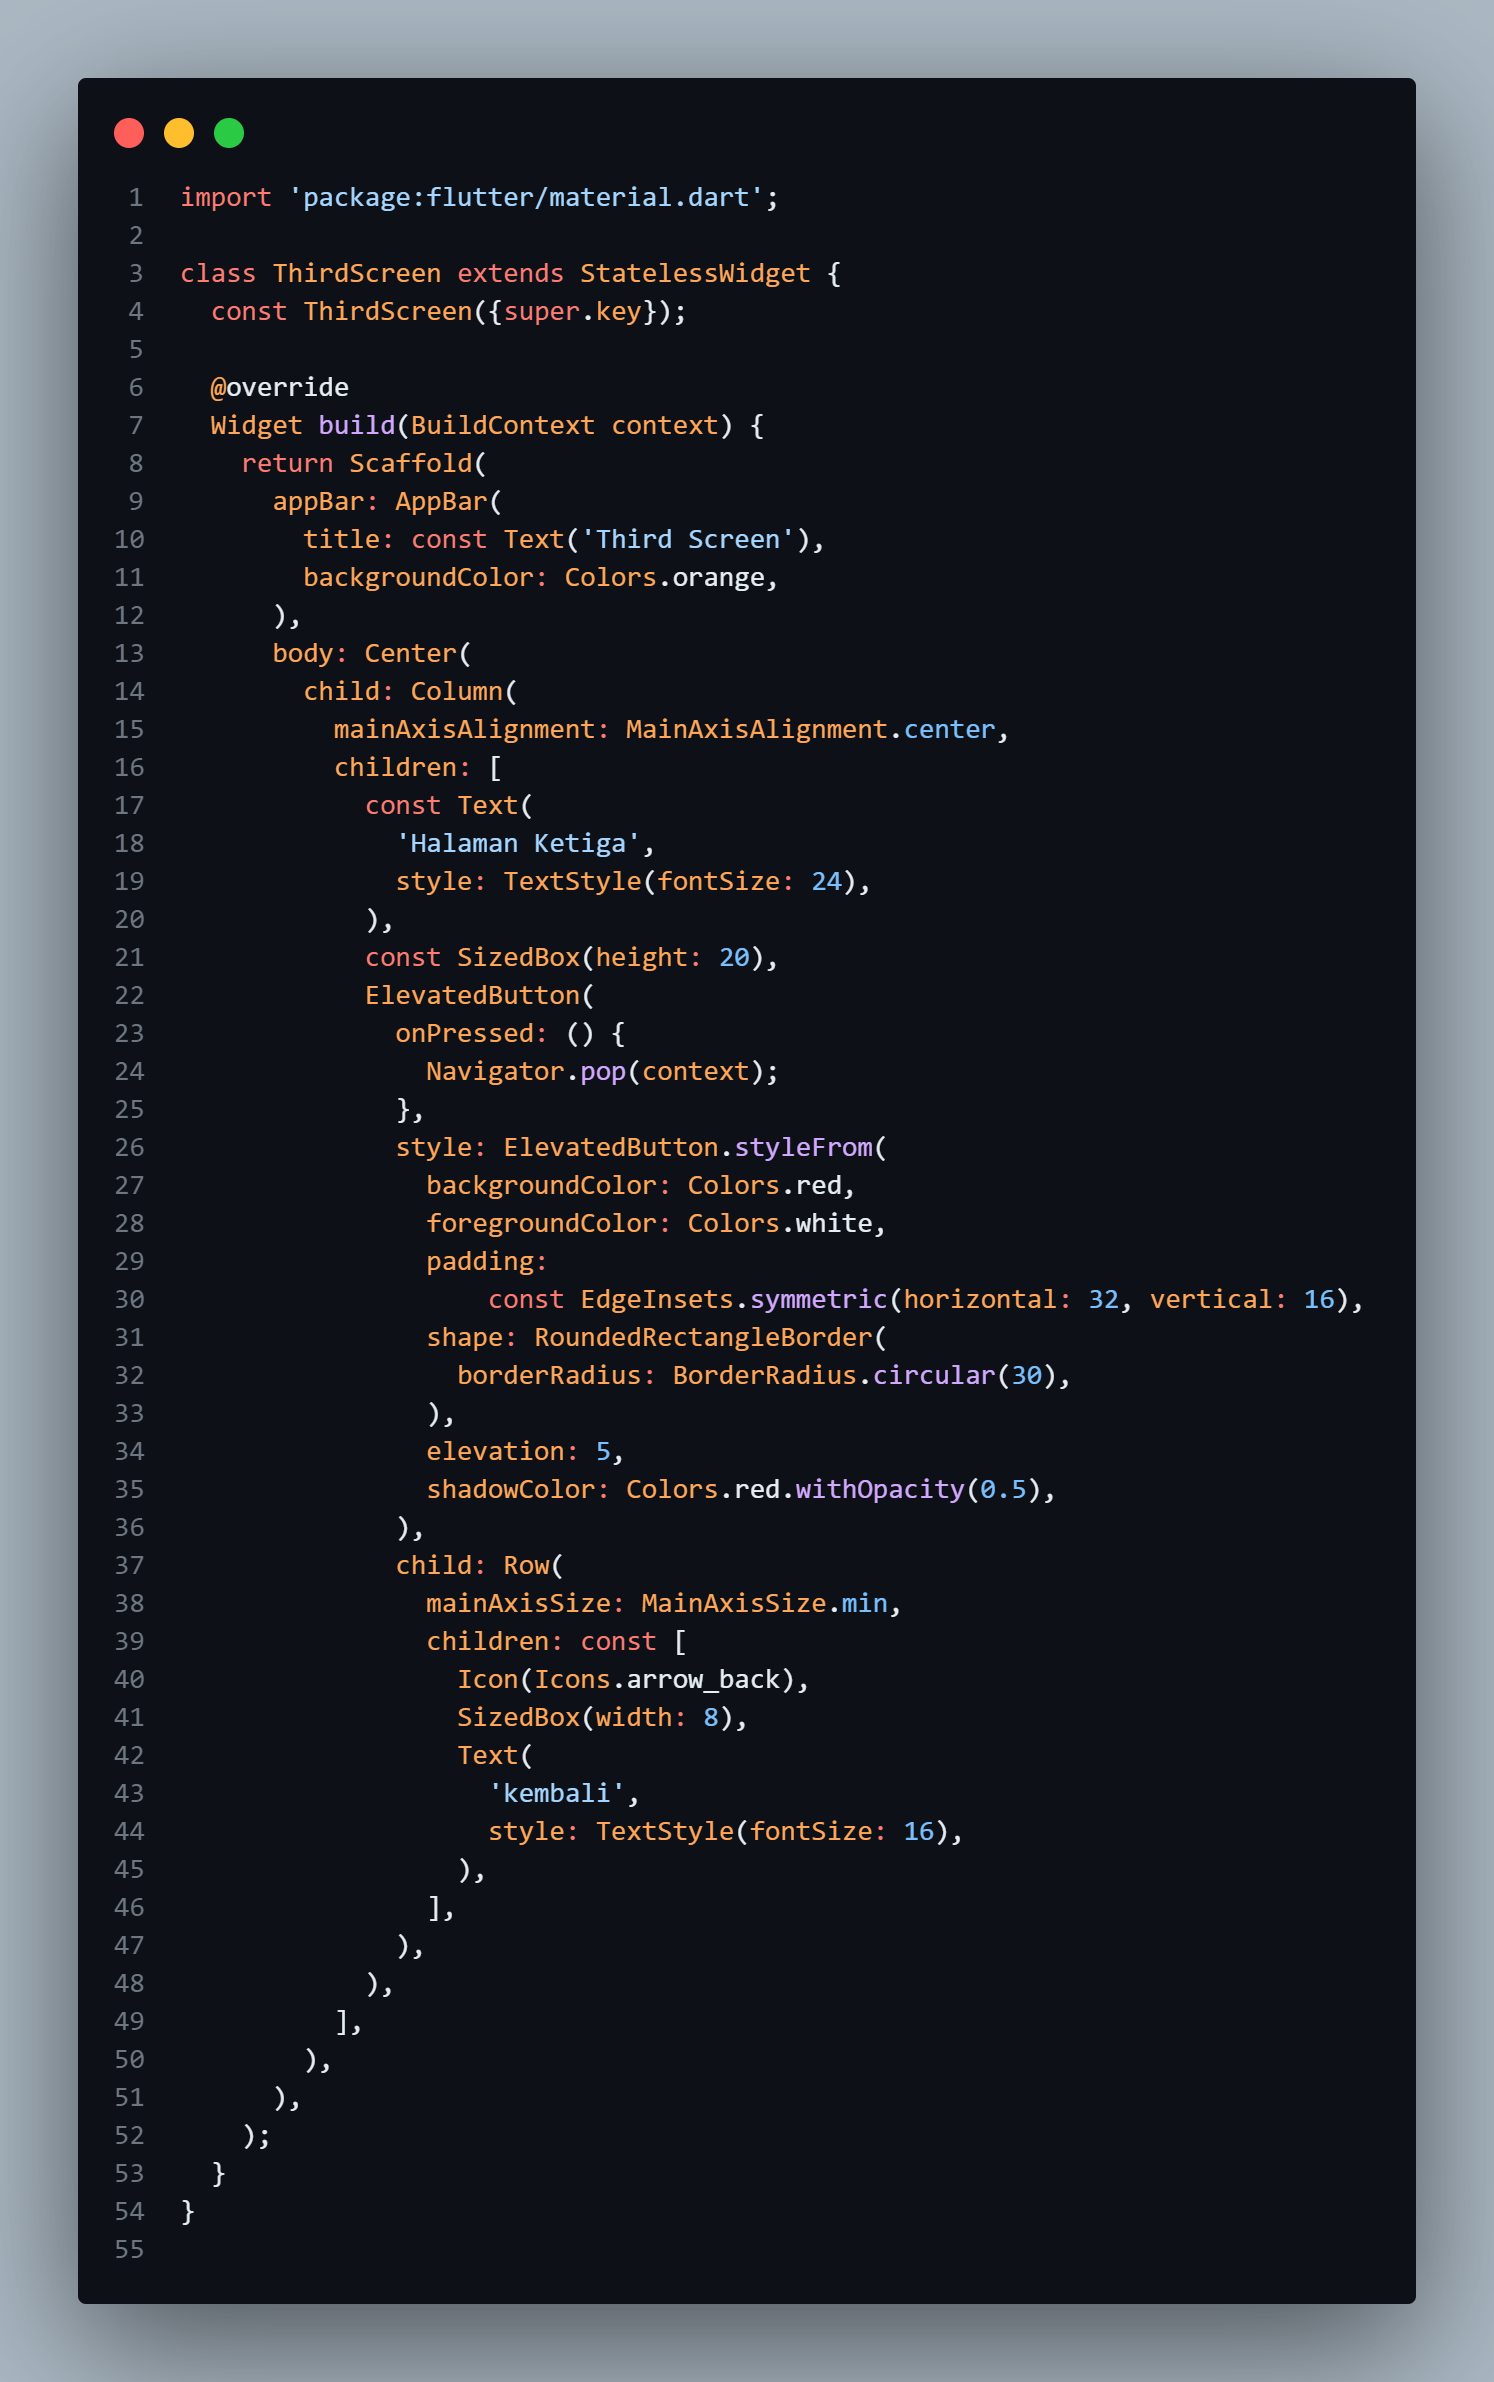 1 import 'package:flutter/material.dart';
2
3 class ThirdScreen extends StatelessWidget {
4   const ThirdScreen({super.key});
5
6   @override
7   Widget build(BuildContext context) {
8     return Scaffold(
9       appBar: AppBar(
10         title: const Text('Third Screen'),
11         backgroundColor: Colors.orange,
12       ),
13       body: Center(
14         child: Column(
15           mainAxisAlignment: MainAxisAlignment.center,
16           children: [
17             const Text(
18               'Halaman Ketiga',
19               style: TextStyle(fontSize: 24),
20             ),
21             const SizedBox(height: 20),
22             ElevatedButton(
23               onPressed: () {
24                 Navigator.pop(context);
25               },
26               style: ElevatedButton.styleFrom(
27                 backgroundColor: Colors.red,
28                 foregroundColor: Colors.white,
29                 padding:
30                     const EdgeInsets.symmetric(horizontal: 32, vertical: 16),
31                 shape: RoundedRectangleBorder(
32                   borderRadius: BorderRadius.circular(30),
33                 ),
34                 elevation: 5,
35                 shadowColor: Colors.red.withOpacity(0.5),
36               ),
37               child: Row(
38                 mainAxisSize: MainAxisSize.min,
39                 children: const [
40                   Icon(Icons.arrow_back),
41                   SizedBox(width: 8),
42                   Text(
43                     'kembali',
44                     style: TextStyle(fontSize: 16),
45                   ),
46                 ],
47               ),
48             ),
49           ],
50         ),
51       ),
52     );
53   }
54 }
55